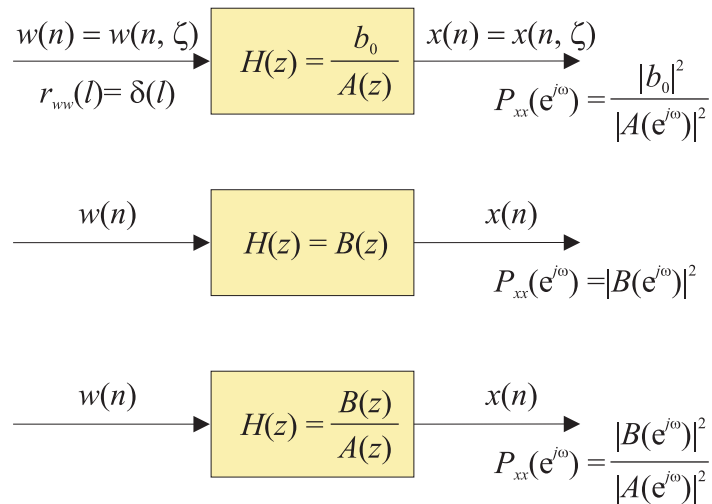 w(n) = w(n, ζ)
r_ww(l) = δ(l)
H(z) = b₀ / A(z)
x(n) = x(n, ζ)
P_xx(e^{jω}) = |b₀|² / |A(e^{jω})|²
w(n)
H(z) = B(z)
x(n)
P_xx(e^{jω}) = |B(e^{jω})|²
w(n)
H(z) = B(z) / A(z)
x(n)
P_xx(e^{jω}) = |B(e^{jω})|² / |A(e^{jω})|²